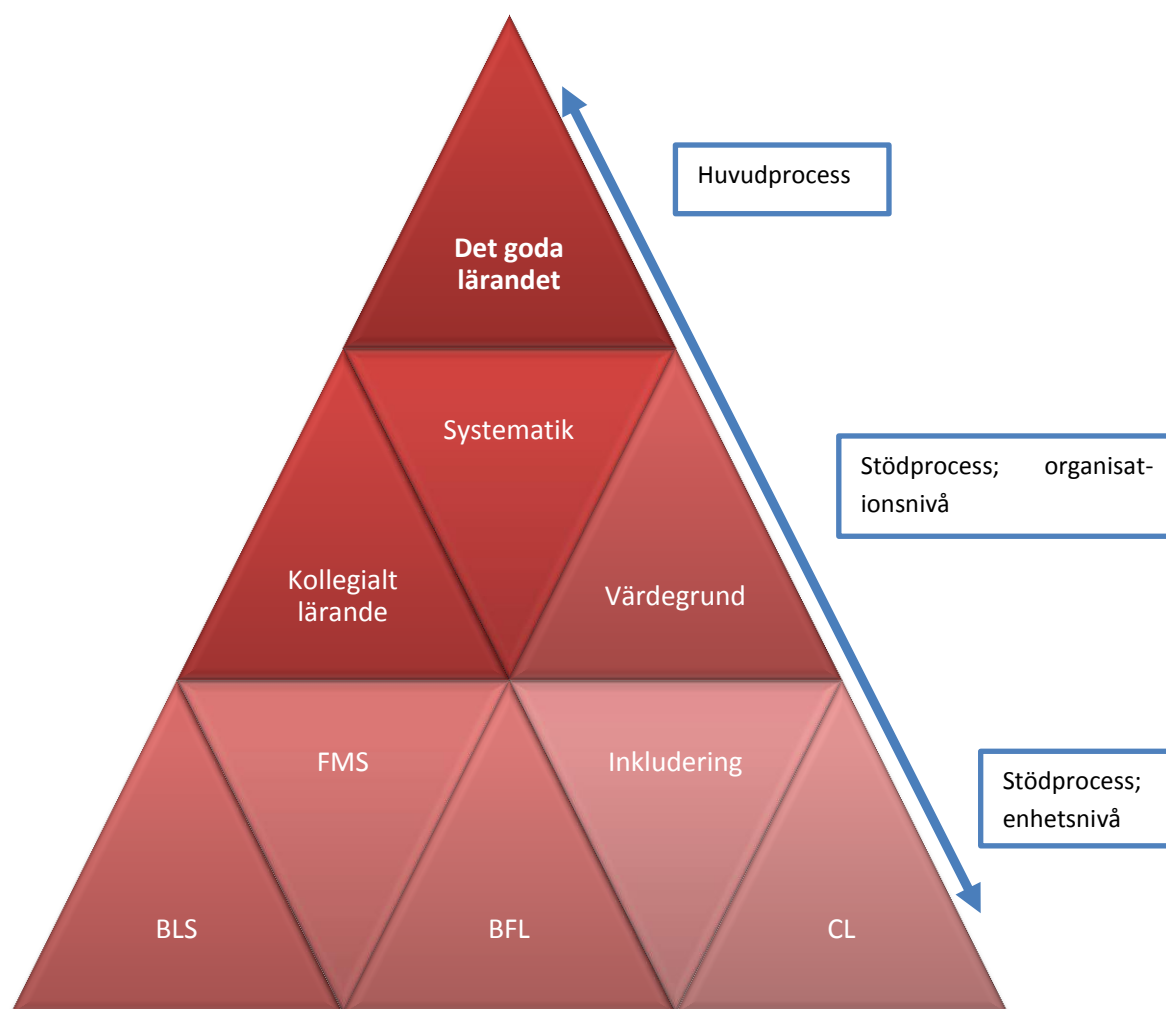 Huvudprocess
Det goda
lärandet
Systematik
Stödprocess; organisat-
ionsnivå
Kollegialt
lärande
Värdegrund
FMS
Inkludering
Stödprocess;
enhetsnivå
BLS
BFL
CL